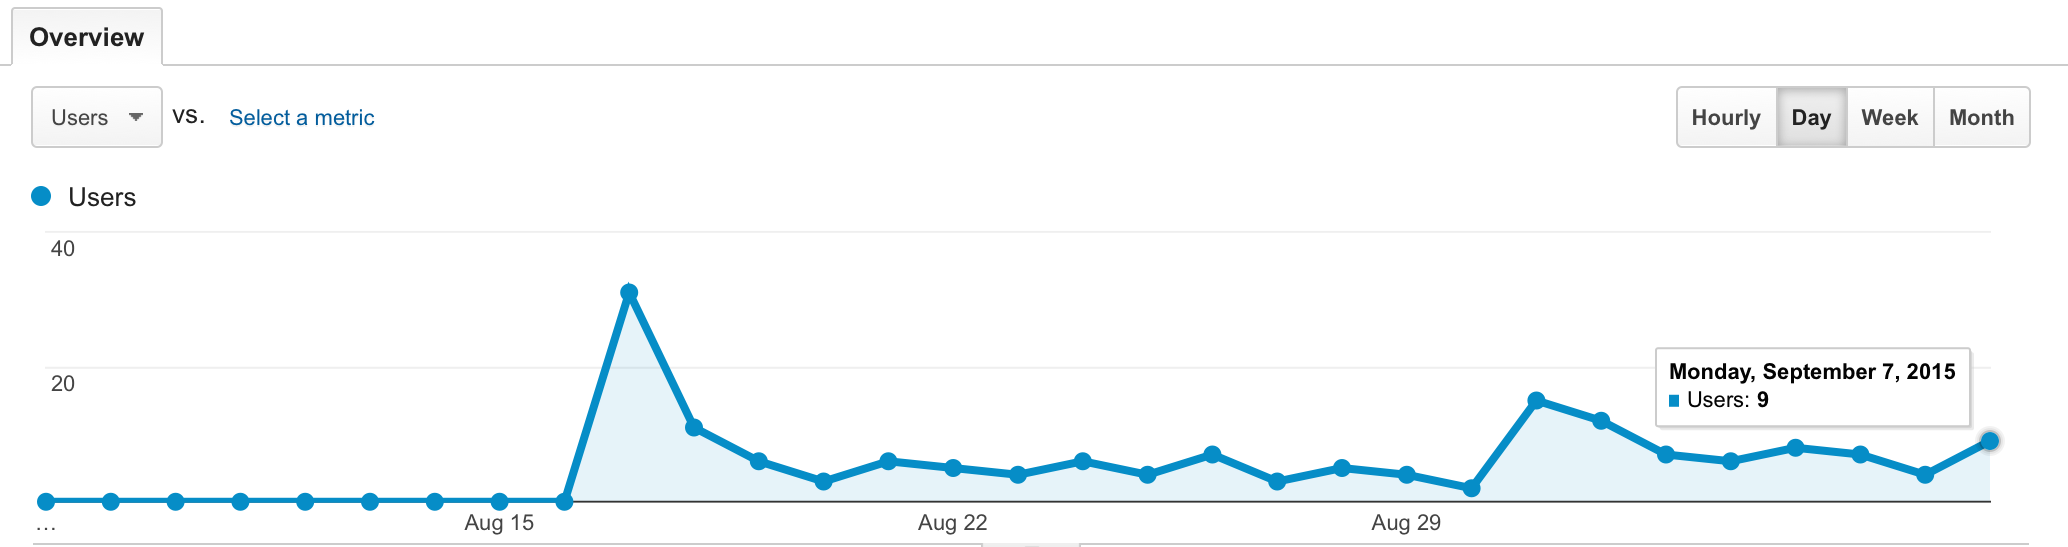 Overview
Users vs. Select a metric
Hourly Day Week Month
Users
40
20
Monday, September 7, 2015
Users: 9
... Aug 15 Aug 22 Aug 29